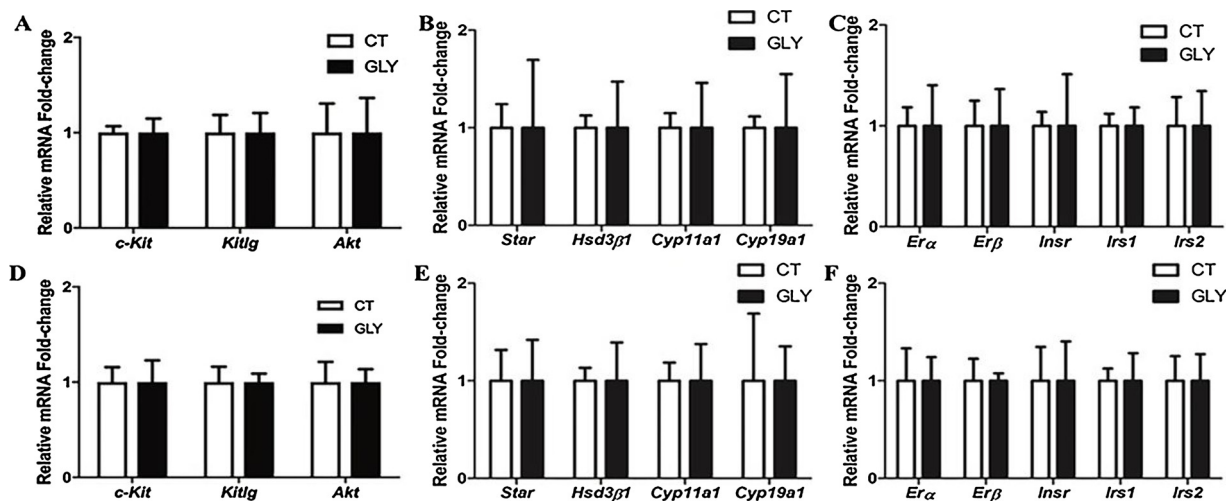 A
Relative mRNA Fold-change
2
1
0
CT
GLY
c-Kit Kitlg Akt
B
Relative mRNA Fold-change
2
1
0
CT
GLY
Star Hsd3β1 Cyp11a1 Cyp19a1
C
Relative mRNA Fold-change
2
1
0
CT
GLY
Erα Erβ Insr Irs1 Irs2
D
Relative mRNA Fold-change
2
1
0
CT
GLY
c-Kit Kitlg Akt
E
Relative mRNA Fold-change
2
1
0
CT
GLY
Star Hsd3β1 Cyp11a1 Cyp19a1
F
Relative mRNA Fold-change
2
1
0
CT
GLY
Erα Erβ Insr Irs1 Irs2